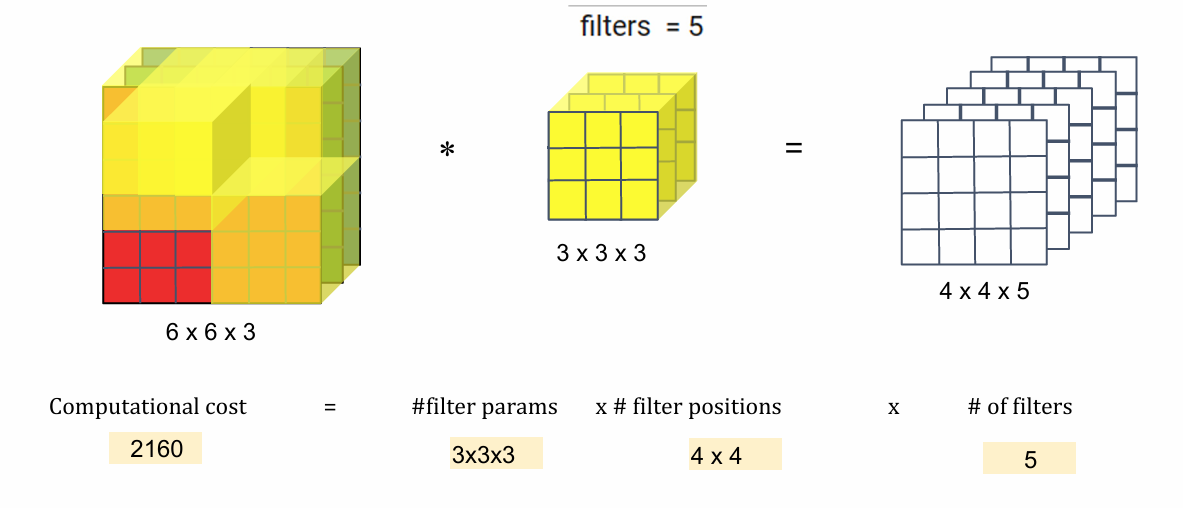 filters = 5
*
=
3 x 3 x 3
4 x 4 x 5
6 x 6 x 3
Computational cost = #filter params x # filter positions x # of filters
2160 3x3x3 4 x 4 5